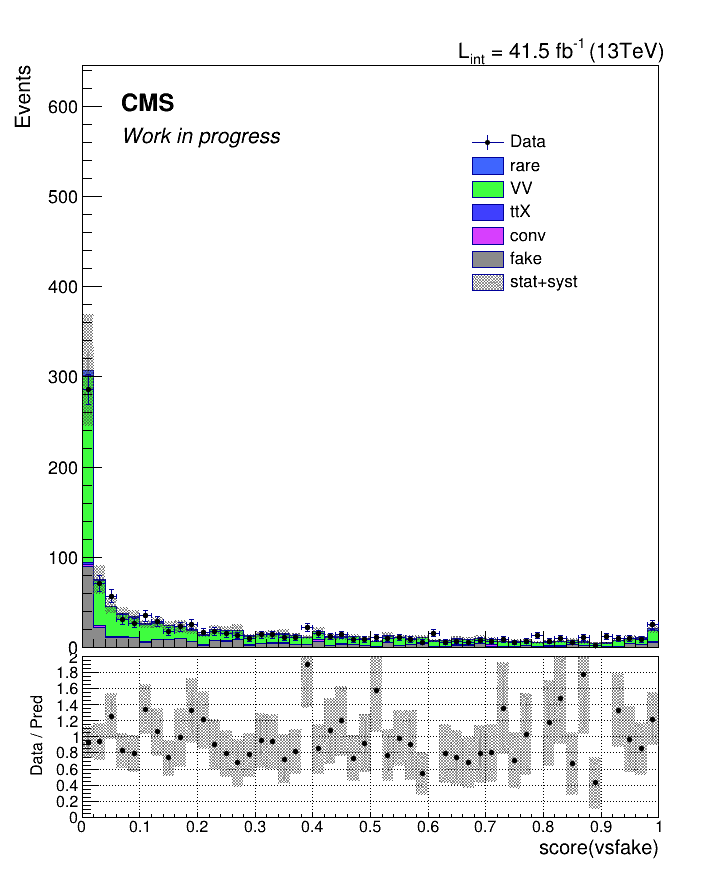 L_int = 41.5 fb^-1 (13TeV)
Events
CMS
Work in progress
Data
rare
VV
ttX
conv
fake
stat+syst
600
500
400
300
200
100
0
Data / Pred
2
1.8
1.6
1.4
1.2
1
0.8
0.6
0.4
0.2
0
0 0.1 0.2 0.3 0.4 0.5 0.6 0.7 0.8 0.9 1
score(vsfake)